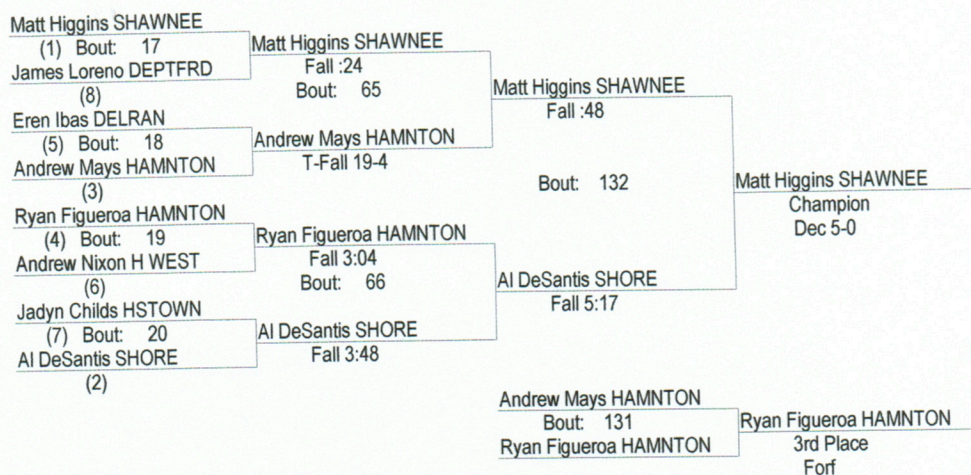 Matt Higgins SHAWNEE
(1) Bout: 17
James Loreno DEPTFRD
(8)
Eren Ibas DELRAN
(5) Bout: 18
Andrew Mays HAMNTON
(3)
Ryan Figueroa HAMNTON
(4) Bout: 19
Andrew Nixon H WEST
(6)
Jadyn Childs HSTOWN
(7) Bout: 20
Al DeSantis SHORE
(2)
Matt Higgins SHAWNEE
Fall :24
Bout: 65
Andrew Mays HAMNTON
T-Fall 19-4
Ryan Figueroa HAMNTON
Fall 3:04
Bout: 66
Al DeSantis SHORE
Fall 3:48
Matt Higgins SHAWNEE
Fall :48
Bout: 132
Al DeSantis SHORE
Fall 5:17
Matt Higgins SHAWNEE
Champion
Dec 5-0
Andrew Mays HAMNTON
Bout: 131
Ryan Figueroa HAMNTON
Ryan Figueroa HAMNTON
3rd Place
Forf